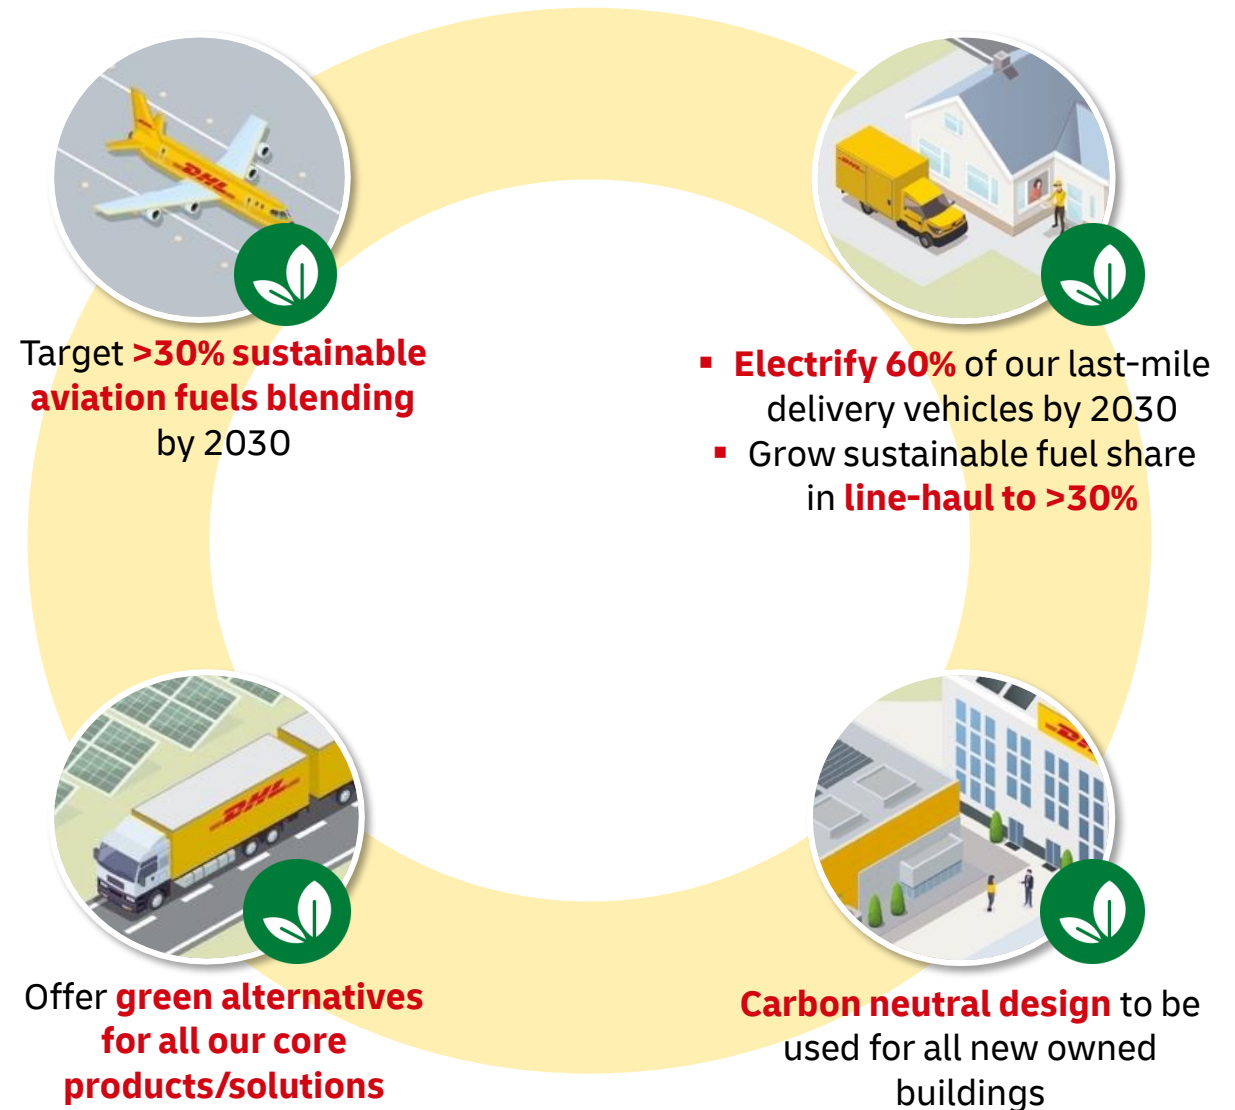 DHL
Target >30% sustainable
aviation fuels blending
by 2030
▪ Electrify 60% of our last-mile
delivery vehicles by 2030
▪ Grow sustainable fuel share
in line-haul to >30%
DHL
Offer green alternatives
for all our core
products/solutions
Carbon neutral design to be
used for all new owned
buildings